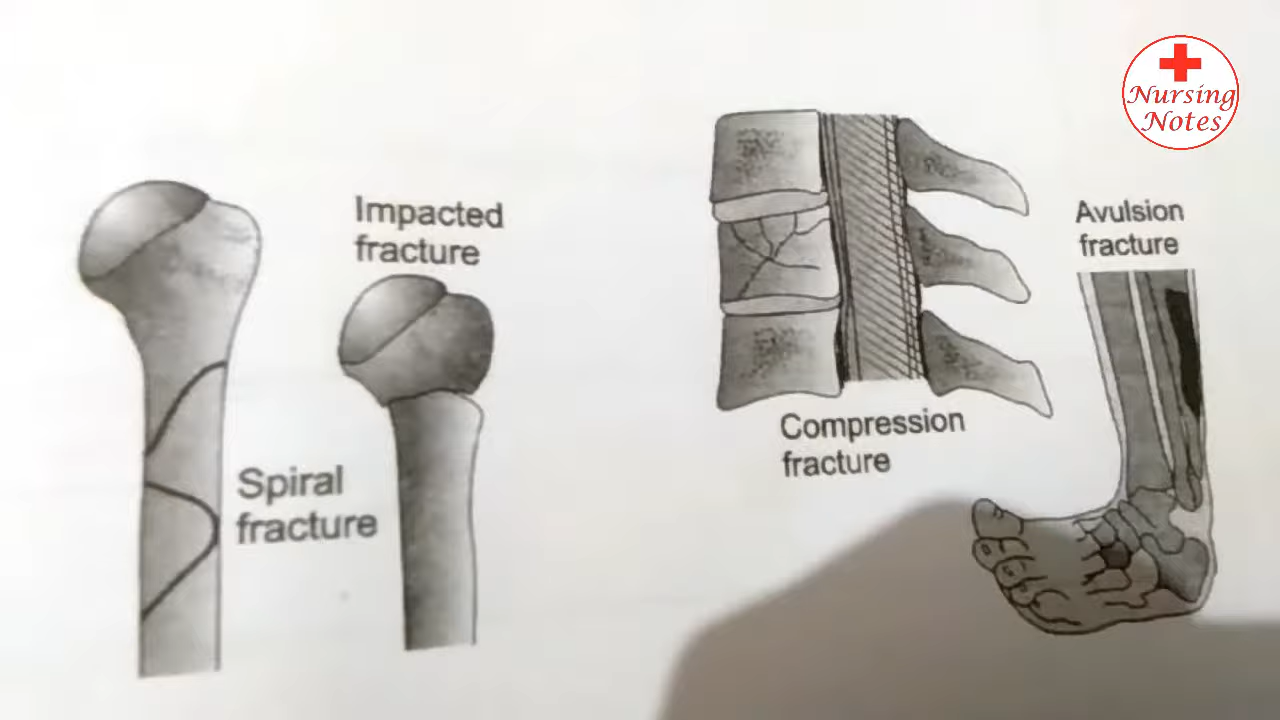 Nursing
Notes
Impacted
fracture
Spiral
fracture
Compression
fracture
Avulsion
fracture